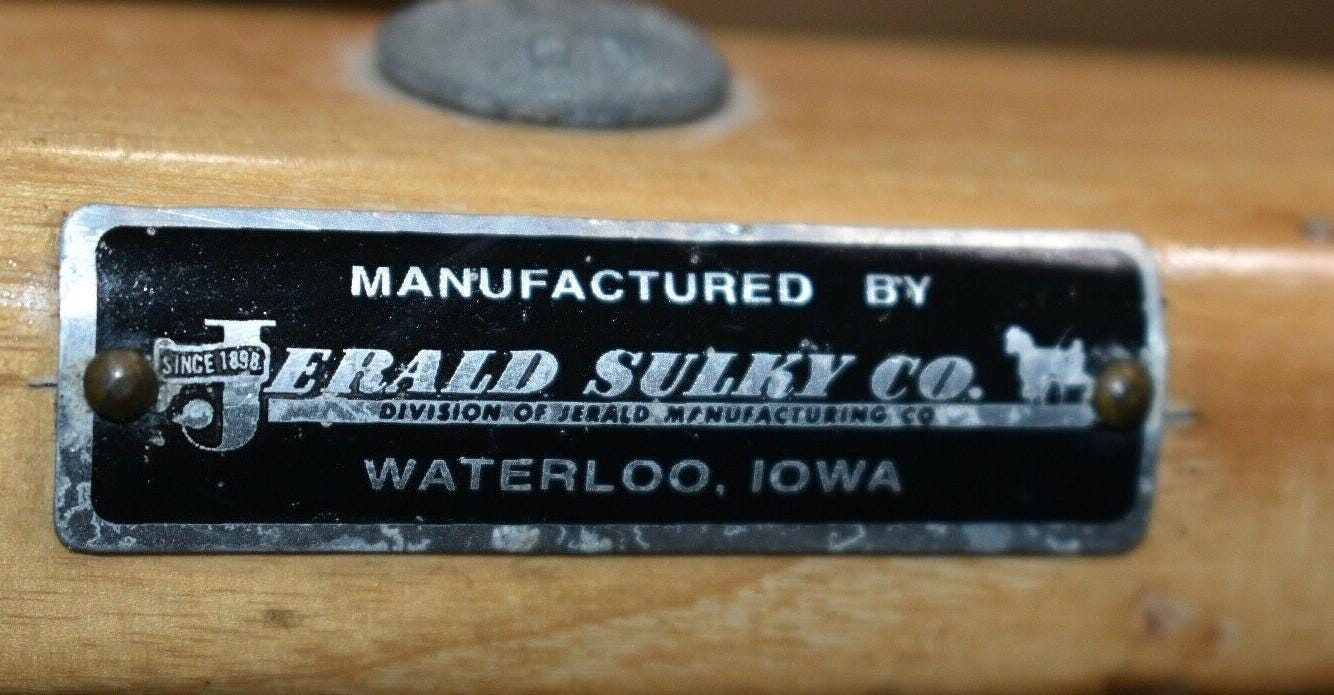 MANUFACTURED BY
SINCE 1898
JERALD SULKY CO.
DIVISION OF JERALD MANUFACTURING CO
WATERLOO, IOWA